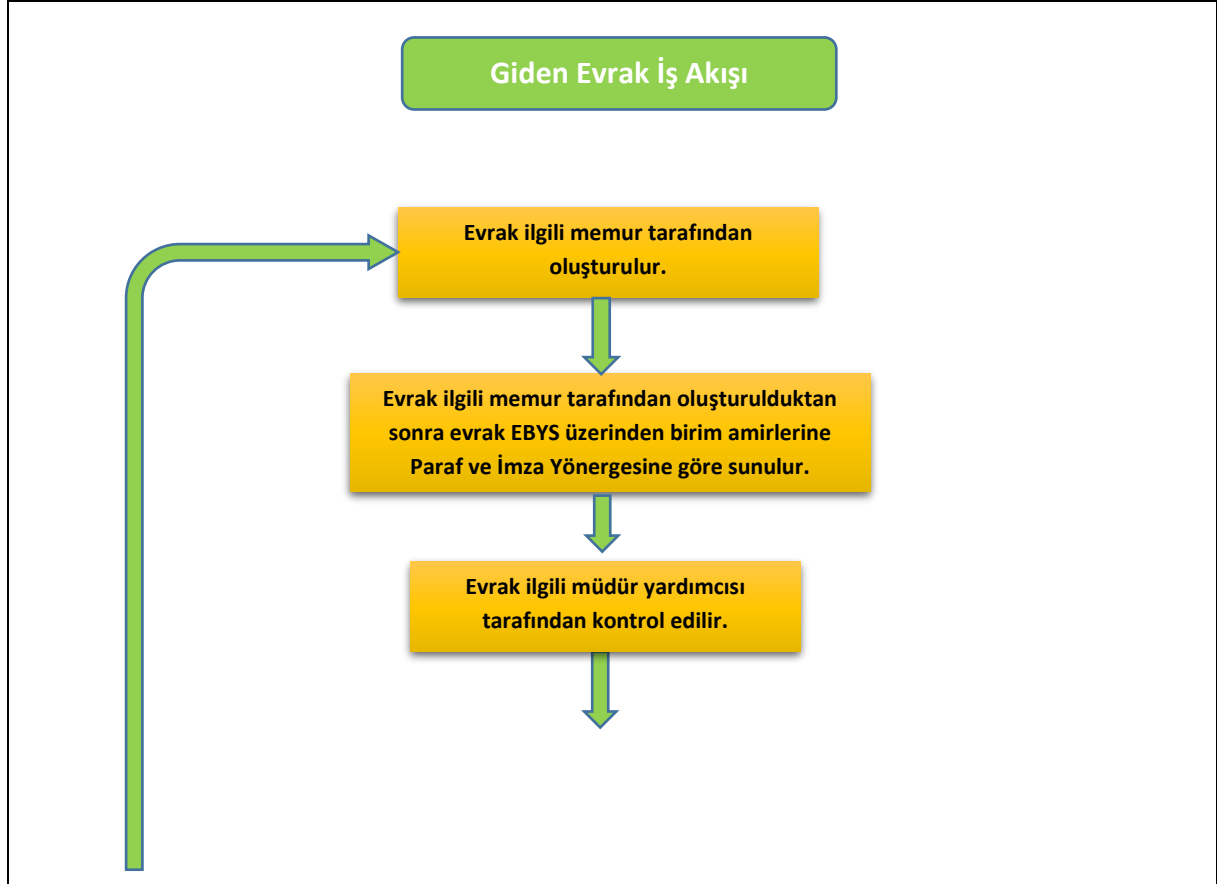 Giden Evrak İş Akışı
Evrak ilgili memur tarafından
oluşturulur.
Evrak ilgili memur tarafından oluşturulduktan
sonra evrak EBYS üzerinden birim amirlerine
Paraf ve İmza Yönergesine göre sunulur.
Evrak ilgili müdür yardımcısı
tarafından kontrol edilir.